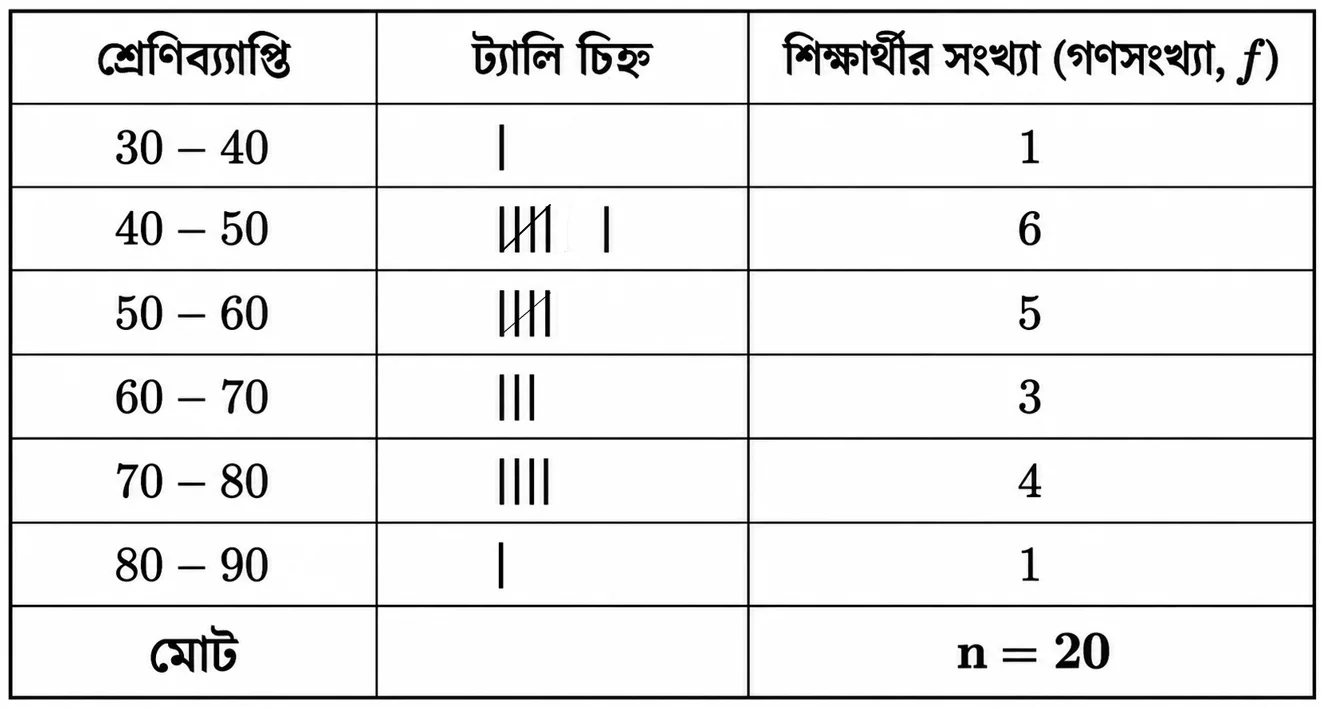 শ্রেণিব্যাপ্তি ট্যালি চিহ্ন শিক্ষার্থীর সংখ্যা (গণসংখ্যা, f)
30 – 40 | 1
40 – 50 |||| | 6
50 – 60 |||| 5
60 – 70 ||| 3
70 – 80 |||| 4
80 – 90 | 1
মোট n = 20